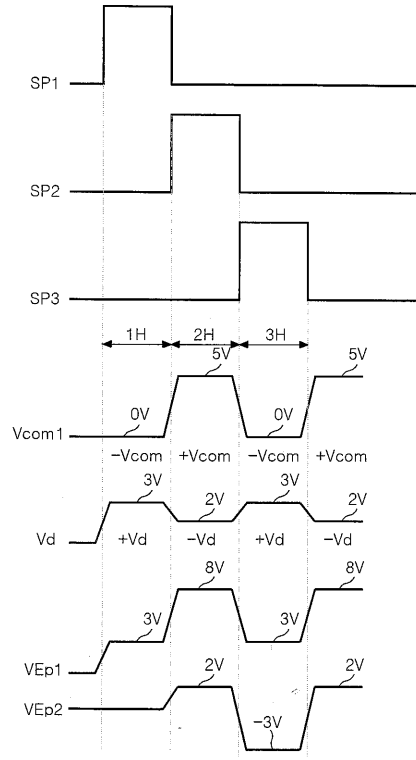 SP1
SP2
SP3
1H 2H 3H
5V 5V
0V 0V
Vcom1
−Vcom +Vcom −Vcom +Vcom
3V 3V
2V 2V
Vd
+Vd −Vd +Vd −Vd
8V 8V
3V 3V
VEp1
2V 2V
VEp2
−3V